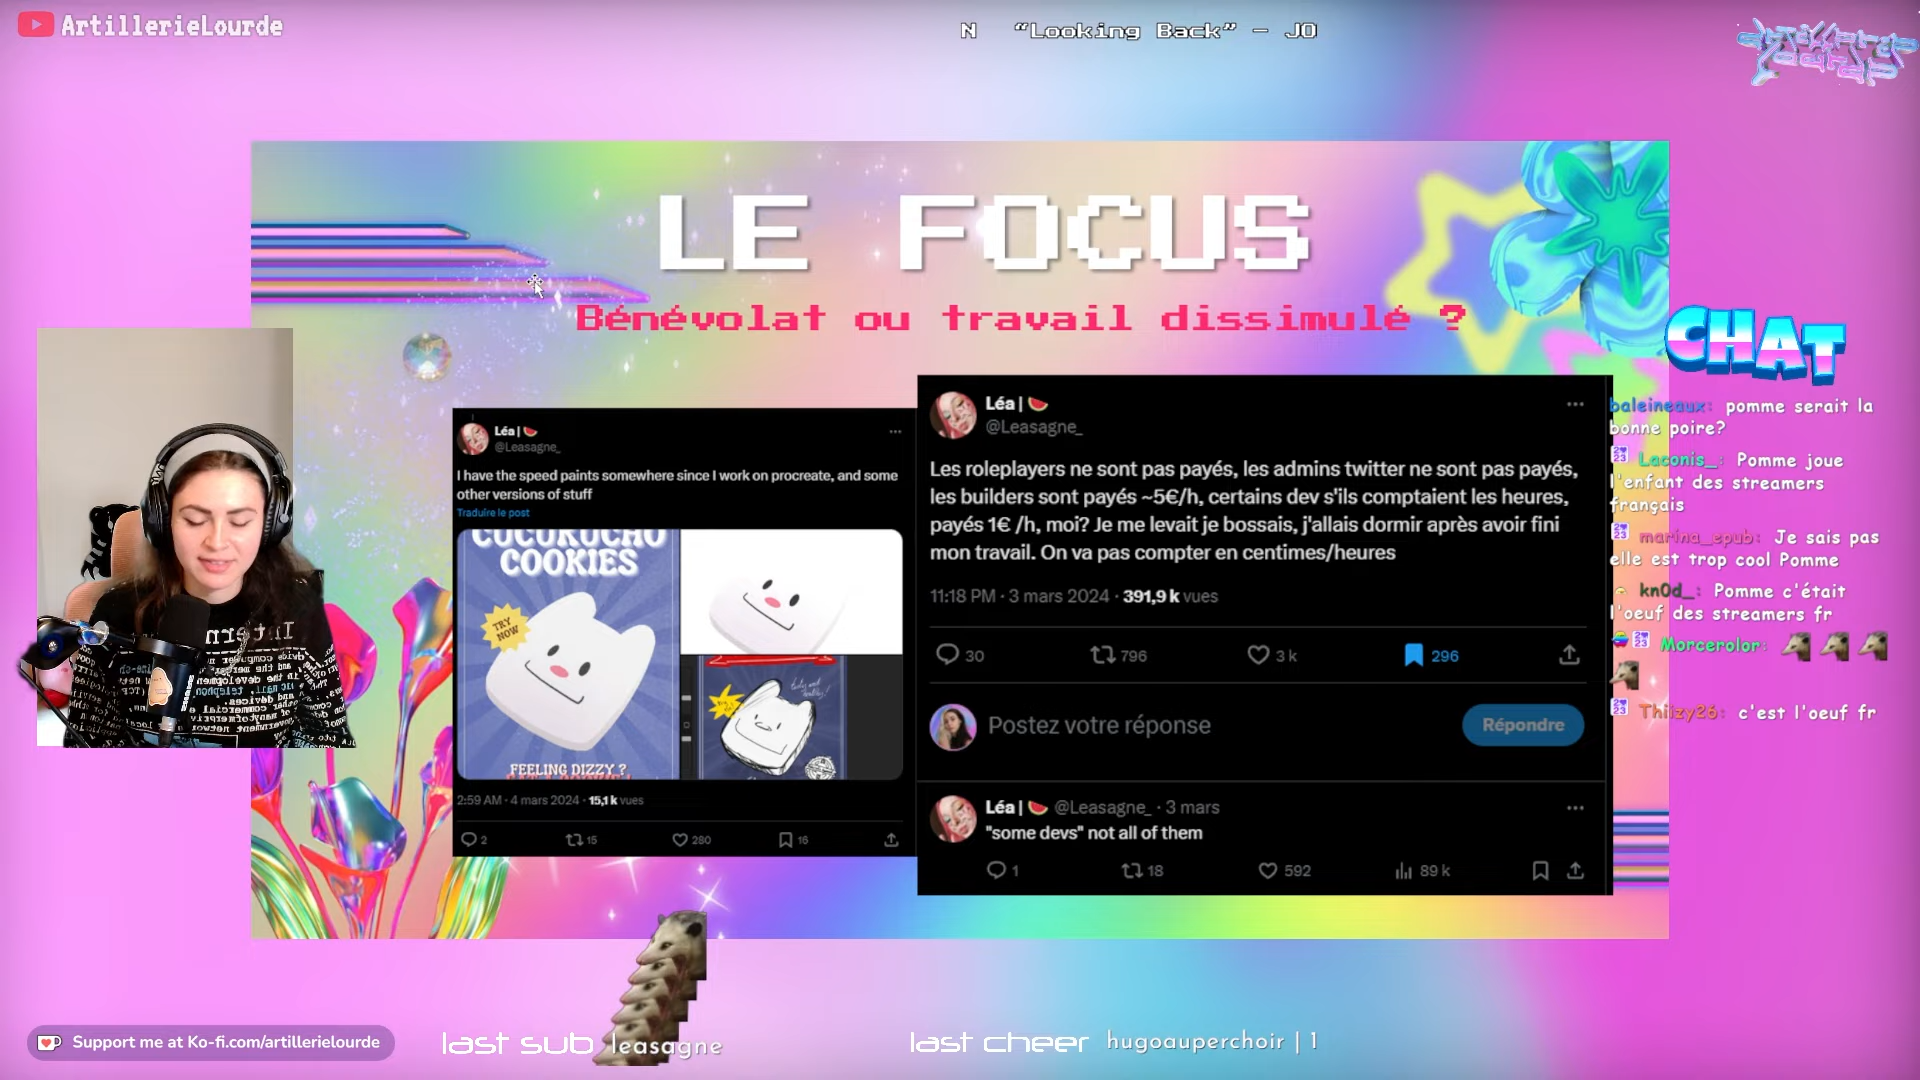 ArtillerieLourde
N “Looking Back” – JO
LE FOCUS
Bénévolat ou travail dissimulé ?
Léa |
@Leasagne_
I have the speed paints somewhere since I work on procreate, and some
other versions of stuff
Traduire le post
CUCURUCHO
COOKIES
TRY
NOW
FEELING DIZZY ?
2:59 AM · 4 mars 2024 · 15,1 k vues
2
15
280
16
Léa |
@Leasagne_
Les roleplayers ne sont pas payés, les admins twitter ne sont pas payés,
les builders sont payés ~5€/h, certains dev s'ils comptaient les heures,
payés 1€ /h, moi? Je me levait je bossais, j'allais dormir après avoir fini
mon travail. On va pas compter en centimes/heures
11:18 PM · 3 mars 2024 · 391,9 k vues
30
796
3 k
296
Postez votre réponse
Répondre
Léa | @Leasagne_ · 3 mars
"some devs" not all of them
1
18
592
89 k
CHAT
baleineaux: pomme serait la
bonne poire?
Laconis_: Pomme joue
l'enfant des streamers
français
marina_epub: Je sais pas
elle est trop cool Pomme
kn0d_: Pomme c'était
l'oeuf des streamers fr
Morcerolor:
Thiizy26: c'est l'oeuf fr
Support me at Ko-fi.com/artillerielourde
last sub leasagne
last cheer hugoauperchoir | 1